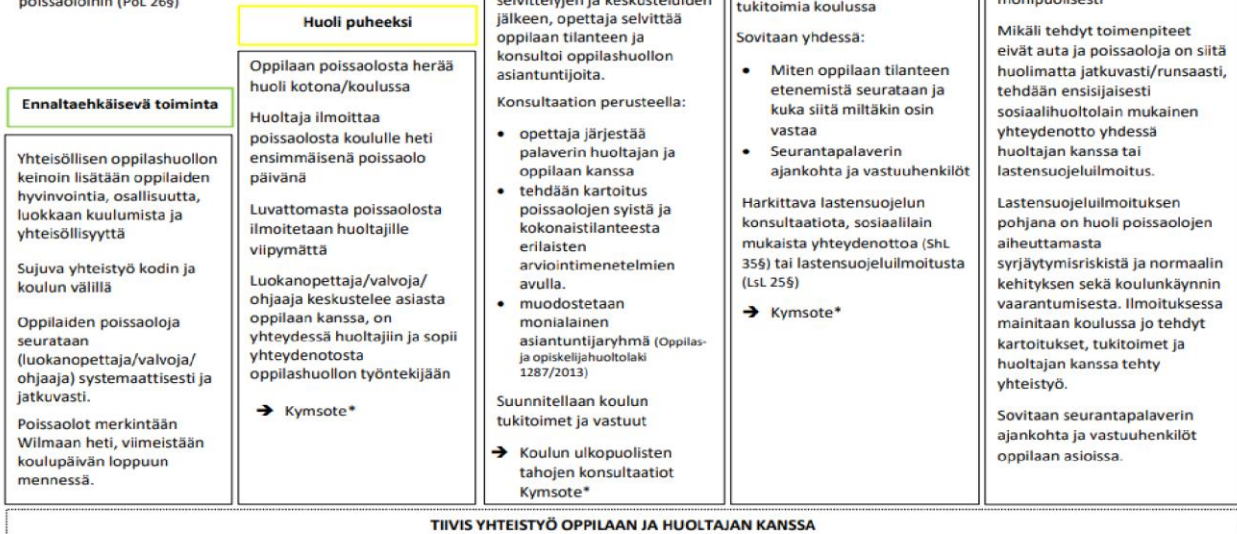 poissaoloihin (PoL 26§)
Ennaltaehkäisevä toiminta
Yhteisöllisen oppilashuollon
keinoin lisätään oppilaiden
hyvinvointia, osallisuutta,
luokkaan kuulumista ja
yhteisöllisyyttä
Sujuva yhteistyö kodin ja
koulun välillä
Oppilaiden poissaoloja
seurataan
(luokanopettaja/valvoja/
ohjaaja) systemaattisesti ja
jatkuvasti.
Poissaolot merkintään
Wilmaan heti, viimeistään
koulupäivän loppuun
mennessä.
Huoli puheeksi
Oppilaan poissaolosta herää
huoli kotona/koulussa
Huoltaja ilmoittaa
poissaolosta koululle heti
ensimmäisenä poissaolo
päivänä
Luvattomasta poissaolosta
ilmoitetaan huoltajille
viipymättä
Luokanopettaja/valvoja/
ohjaaja keskustelee asiasta
oppilaan kanssa, on
yhteydessä huoltajiin ja sopii
yhteydenotosta
oppilashuollon työntekijään
➔ Kymsote*
selvittelyjen ja keskusteluiden
jälkeen, opettaja selvittää
oppilaan tilanteen ja
konsultoi oppilashuollon
asiantuntijoita.
Konsultaation perusteella:
• opettaja järjestää
palaverin huoltajan ja
oppilaan kanssa
• tehdään kartoitus
poissaolojen syistä ja
kokonaistilanteesta
erilaisten
arviointimenetelmien
avulla.
• muodostetaan
monialainen
asiantuntijaryhmä (Oppilas-
ja opiskelijahuoltolaki
1287/2013)
Suunnitellaan koulun
tukitoimet ja vastuut
➔ Koulun ulkopuolisten
tahojen konsultaatiot
Kymsote*
tukitoimia koulussa
Sovitaan yhdessä:
• Miten oppilaan tilanteen
etenemistä seurataan ja
kuka siitä miltäkin osin
vastaa
• Seurantapalaverin
ajankohta ja vastuuhenkilöt
Harkittava lastensuojelun
konsultaatiota, sosiaalilain
mukaista yhteydenottoa (ShL
35§) tai lastensuojeluilmoitusta
(LsL 25§)
➔ Kymsote*
monipuolisesti
Mikäli tehdyt toimenpiteet
eivät auta ja poissaoloja on siitä
huolimatta jatkuvasti/runsaasti,
tehdään ensisijaisesti
sosiaalihuoltolain mukainen
yhteydenotto yhdessä
huoltajan kanssa tai
lastensuojeluilmoitus.
Lastensuojeluilmoituksen
pohjana on huoli poissaolojen
aiheuttamasta
syrjäytymisriskistä ja normaalin
kehityksen sekä koulunkäynnin
vaarantumisesta. Ilmoituksessa
mainitaan koulussa jo tehdyt
kartoitukset, tukitoimet ja
huoltajan kanssa tehty
yhteistyö.
Sovitaan seurantapalaverin
ajankohta ja vastuuhenkilöt
oppilaan asioissa.
TIIVIS YHTEISTYÖ OPPILAAN JA HUOLTAJAN KANSSA